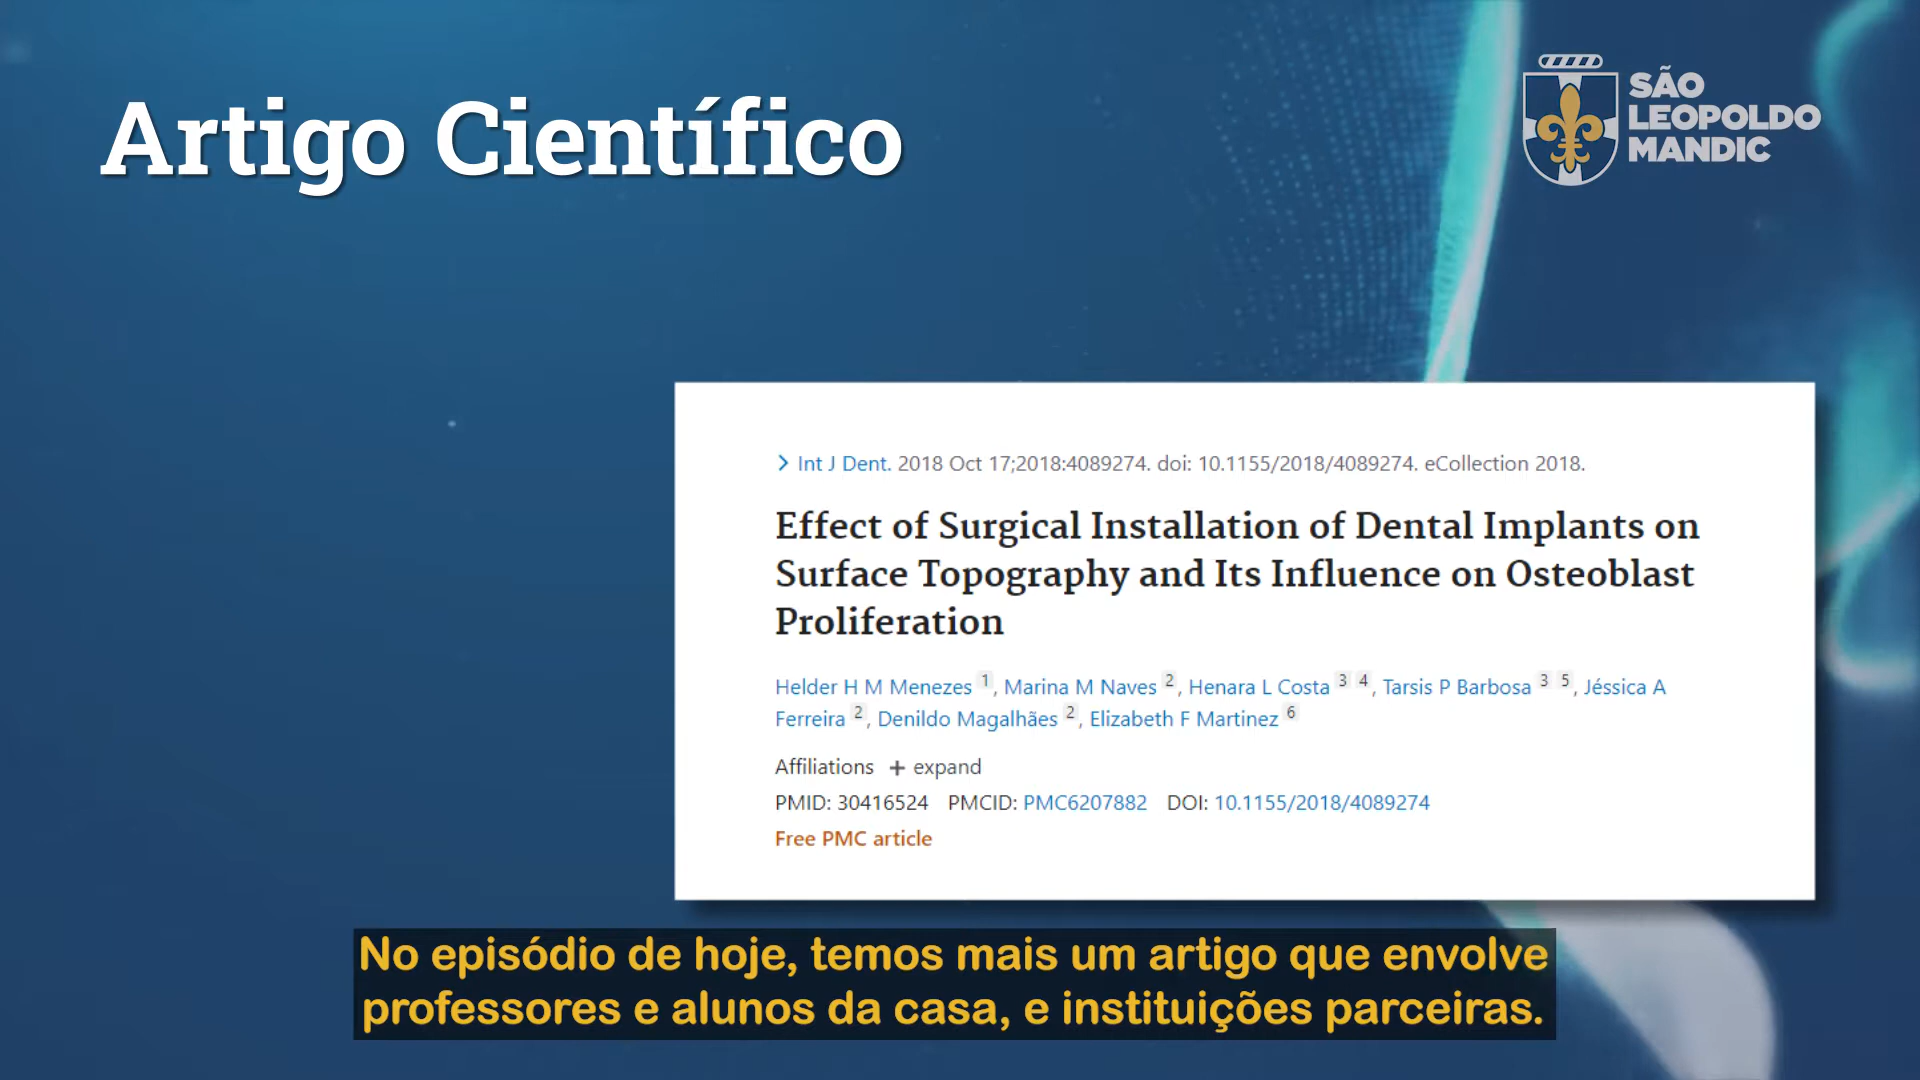 Artigo Científico
SÃO
LEOPOLDO
MANDIC
Int J Dent. 2018 Oct 17;2018:4089274. doi: 10.1155/2018/4089274. eCollection 2018.
Effect of Surgical Installation of Dental Implants on
Surface Topography and Its Influence on Osteoblast
Proliferation
Helder H M Menezes 1, Marina M Naves 2, Henara L Costa 3 4, Tarsis P Barbosa 3 5, Jéssica A
Ferreira 2, Denildo Magalhães 2, Elizabeth F Martinez 6
Affiliations + expand
PMID: 30416524 PMCID: PMC6207882 DOI: 10.1155/2018/4089274
Free PMC article
No episódio de hoje, temos mais um artigo que envolve
professores e alunos da casa, e instituições parceiras.